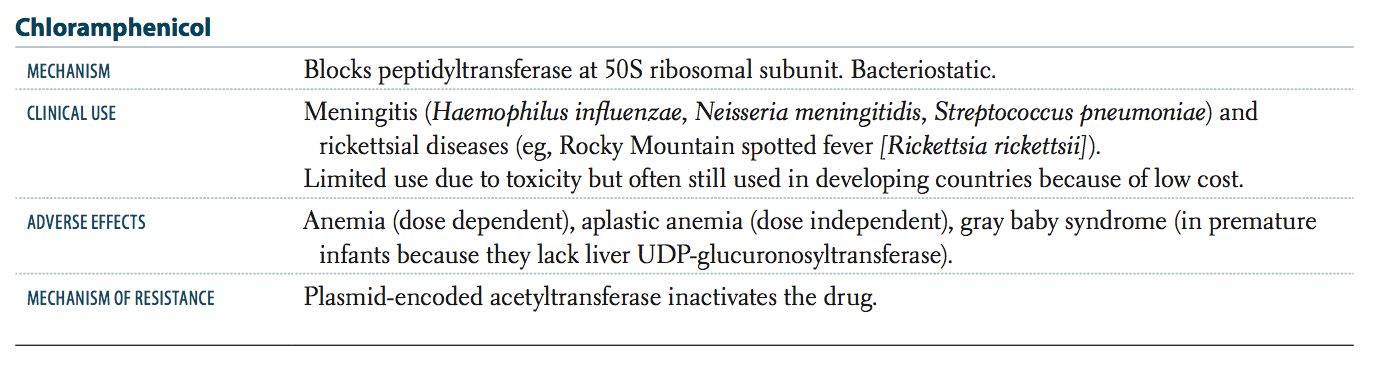 Chloramphenicol
MECHANISM Blocks peptidyltransferase at 50S ribosomal subunit. Bacteriostatic.
CLINICAL USE Meningitis (Haemophilus influenzae, Neisseria meningitidis, Streptococcus pneumoniae) and
rickettsial diseases (eg, Rocky Mountain spotted fever [Rickettsia rickettsii]).
Limited use due to toxicity but often still used in developing countries because of low cost.
ADVERSE EFFECTS Anemia (dose dependent), aplastic anemia (dose independent), gray baby syndrome (in premature
infants because they lack liver UDP-glucuronosyltransferase).
MECHANISM OF RESISTANCE Plasmid-encoded acetyltransferase inactivates the drug.